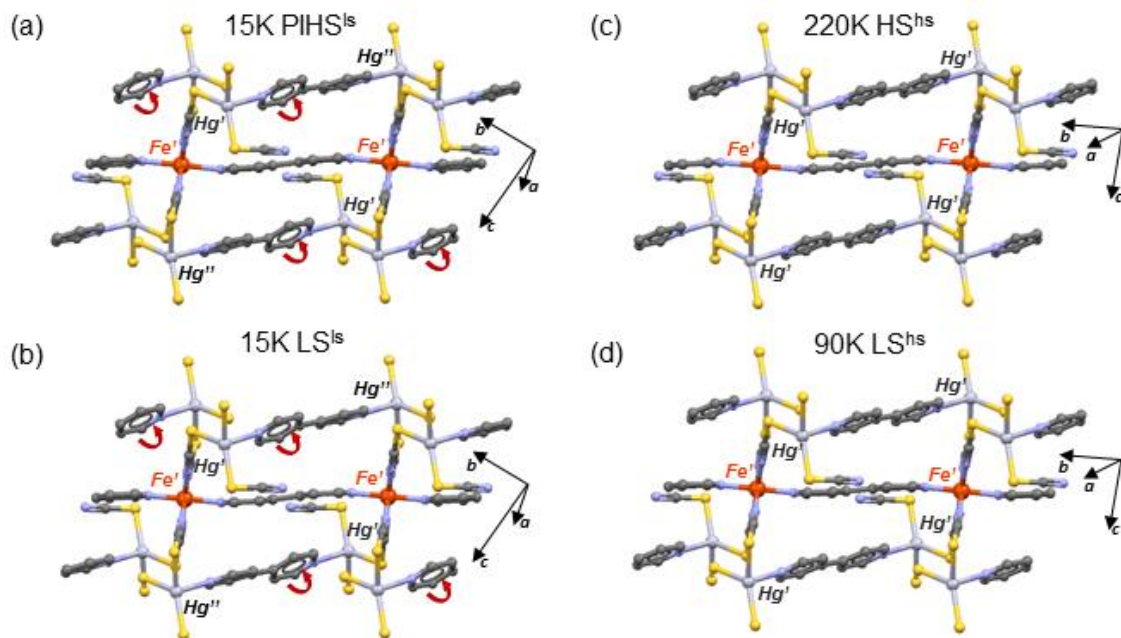 (a)
15K PIHS^ls
Hg''
Hg'
Fe'
Fe'
Hg'
Hg''
b
a
c
(c)
220K HS^hs
Hg'
Hg'
Fe'
Fe'
Hg'
Hg'
b
a
c
(b)
15K LS^ls
Hg''
Hg'
Fe'
Fe'
Hg'
Hg''
b
a
c
(d)
90K LS^hs
Hg'
Hg'
Fe'
Fe'
Hg'
Hg'
b
a
c